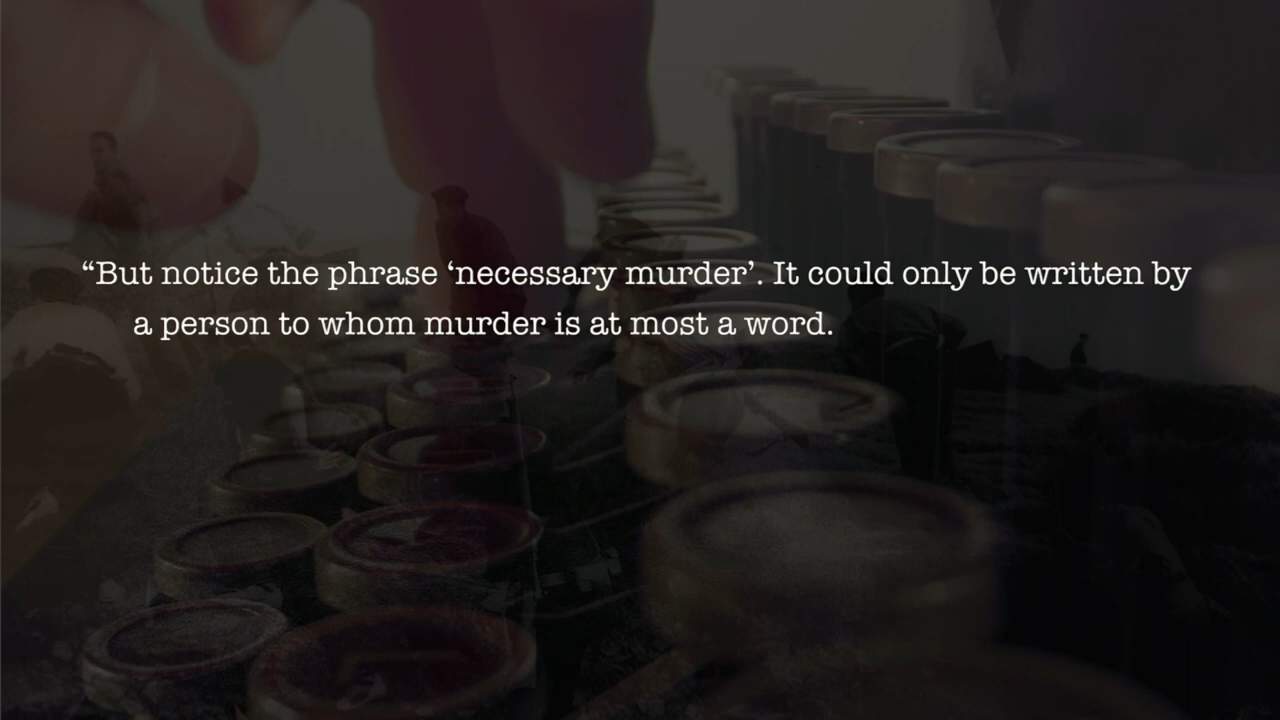 “But notice the phrase ‘necessary murder’. It could only be written by
a person to whom murder is at most a word.